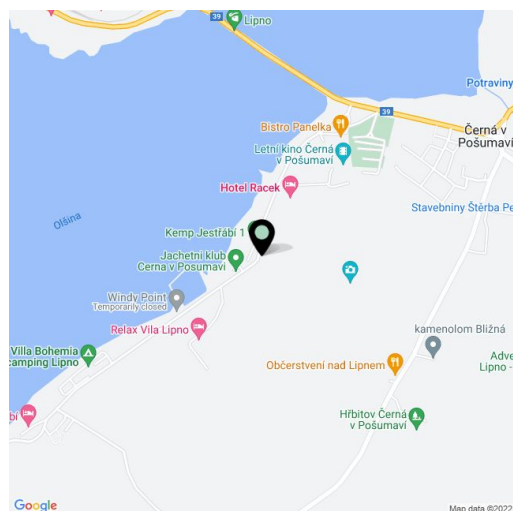 39
Lipno
Potraviny
39
Bistro Panelka
Černá v
Pošumaví
Letní kino Černá
v Pošumaví
Hotel Racek
Stavebniny Štěrba Pe
Olšina
Kemp Jestřábí 1
Jachetni klub
Cerna v Posumavi
Windy Point
Temporarily closed
Relax Vila Lipno
kamenolom Bližná
Villa Bohemia
camping Lipno
Občerstvení nad Lipnem
Adve
Lipno -
bí
Hřbitov Černá
v Pošumaví
Google
Map data ©2022